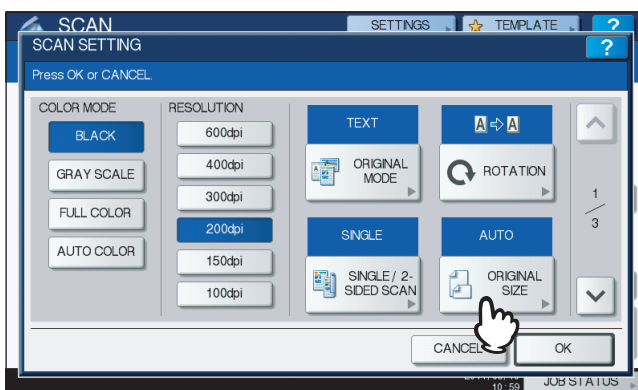 SCAN
SETTINGS
TEMPLATE
?
SCAN SETTING
?
Press OK or CANCEL.
COLOR MODE
BLACK
GRAY SCALE
FULL COLOR
AUTO COLOR
RESOLUTION
600dpi
400dpi
300dpi
200dpi
150dpi
100dpi
TEXT
ORIGINAL
MODE
A A
ROTATION
SINGLE
SINGLE / 2-
SIDED SCAN
AUTO
ORIGINAL
SIZE
1
3
CANCEL
OK
10:59
JOB STATUS